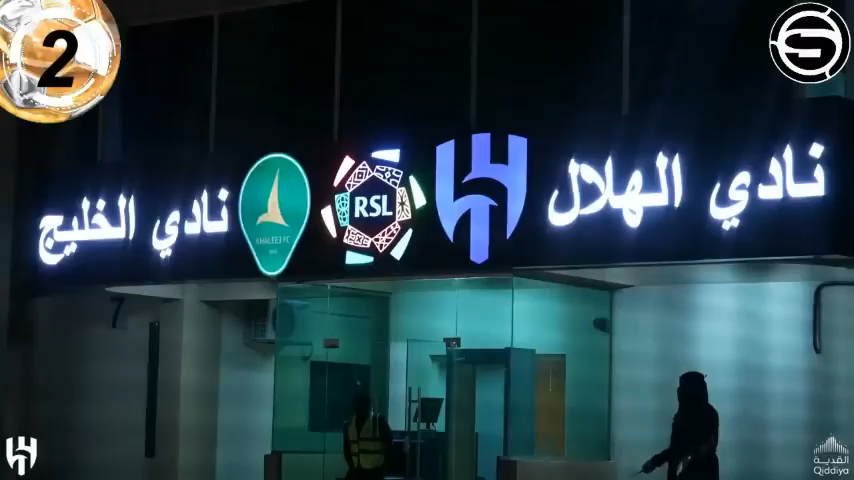 2
S
نادي الهلال
RSL
KHALEEJ FC
نادي الخليج
القدية
Qiddiya